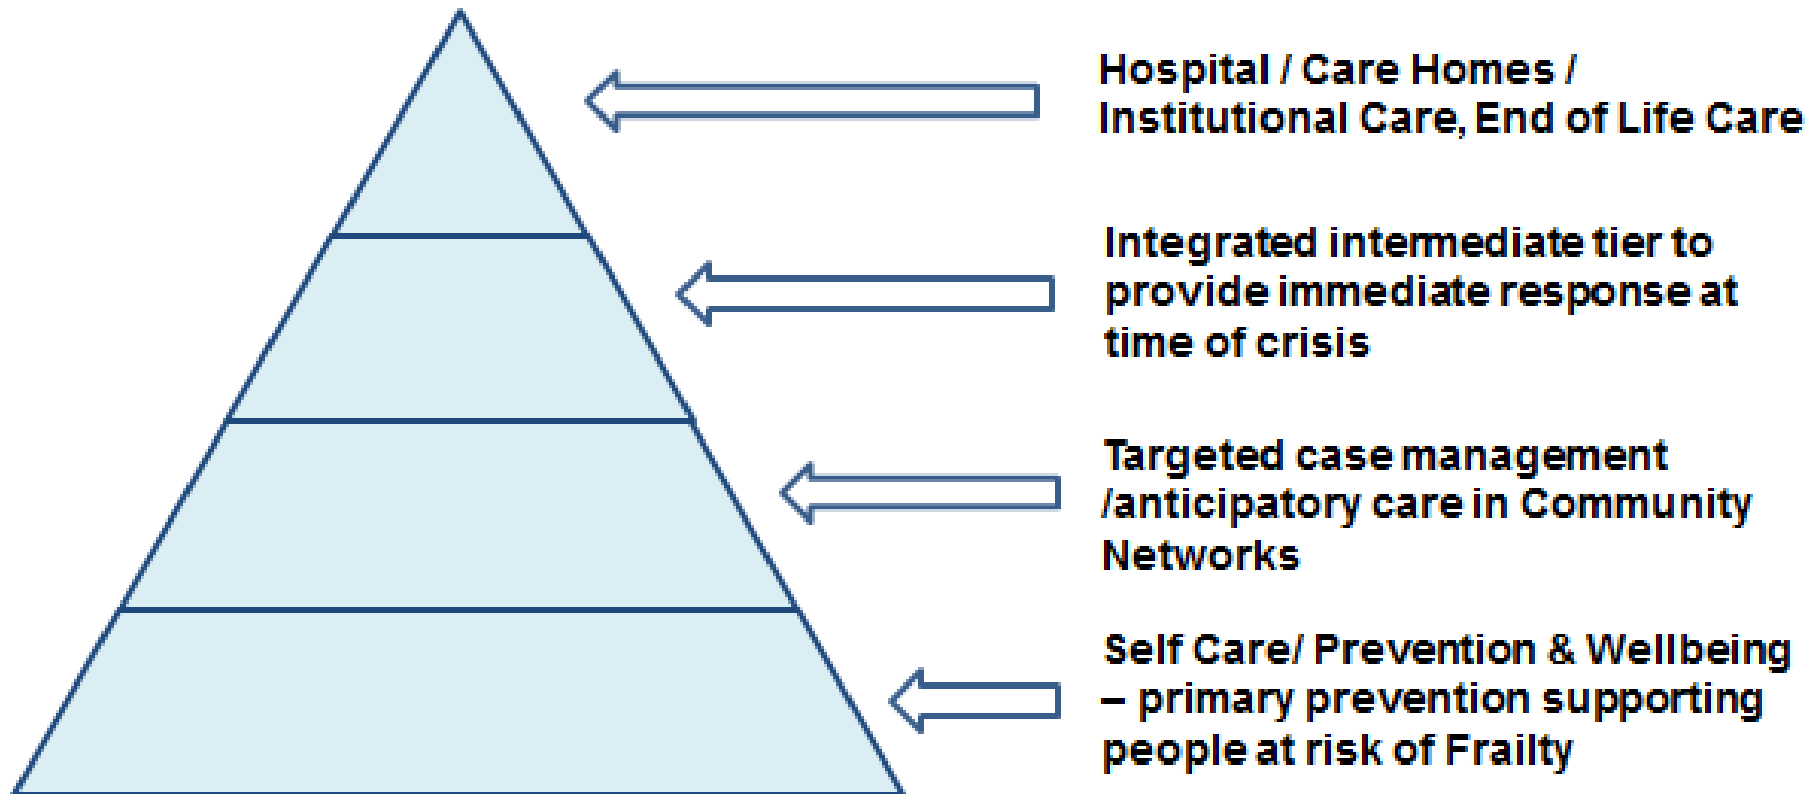 Hospital / Care Homes /
Institutional Care, End of Life Care
Integrated intermediate tier to
provide immediate response at
time of crisis
Targeted case management
/anticipatory care in Community
Networks
Self Care/ Prevention & Wellbeing
– primary prevention supporting
people at risk of Frailty